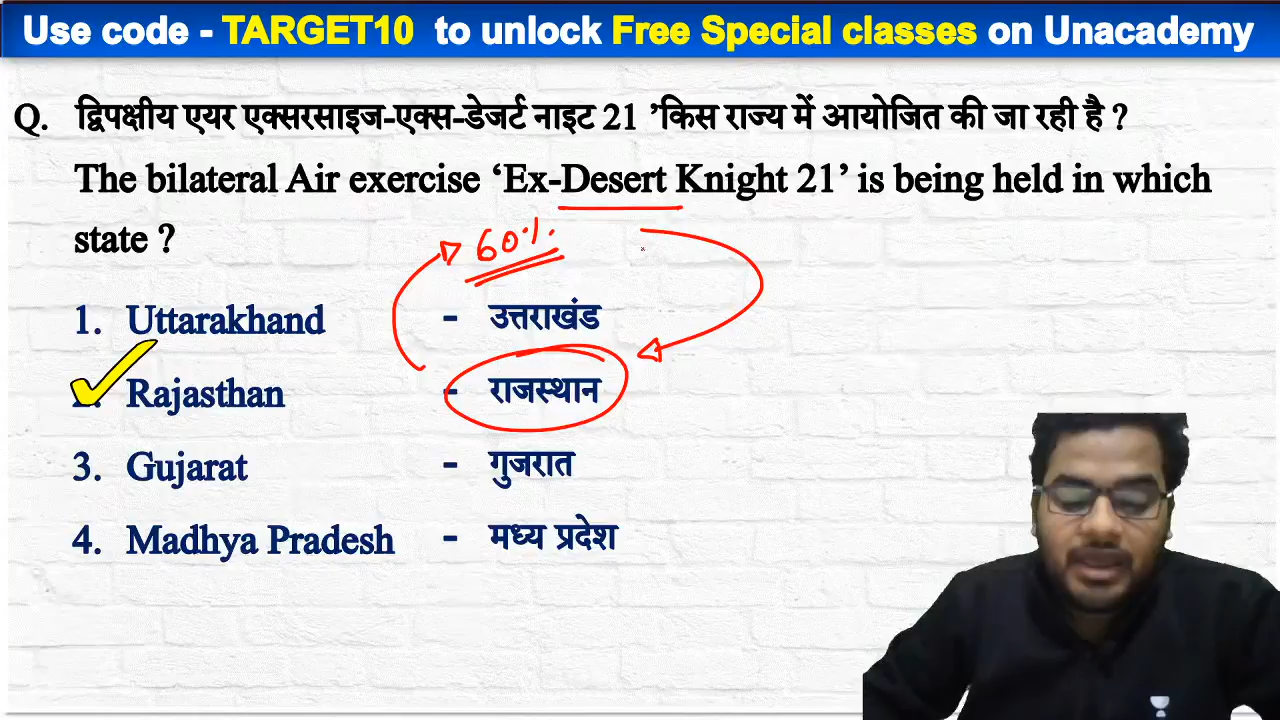 Use code - TARGET10 to unlock Free Special classes on Unacademy
Q. द्विपक्षीय एयर एक्सरसाइज-एक्स-डेजर्ट नाइट 21 ’किस राज्य में आयोजित की जा रही है ?
The bilateral Air exercise ‘Ex-Desert Knight 21’ is being held in which
state ?
60%
1. Uttarakhand - उत्तराखंड
2. Rajasthan - राजस्थान
3. Gujarat - गुजरात
4. Madhya Pradesh - मध्य प्रदेश